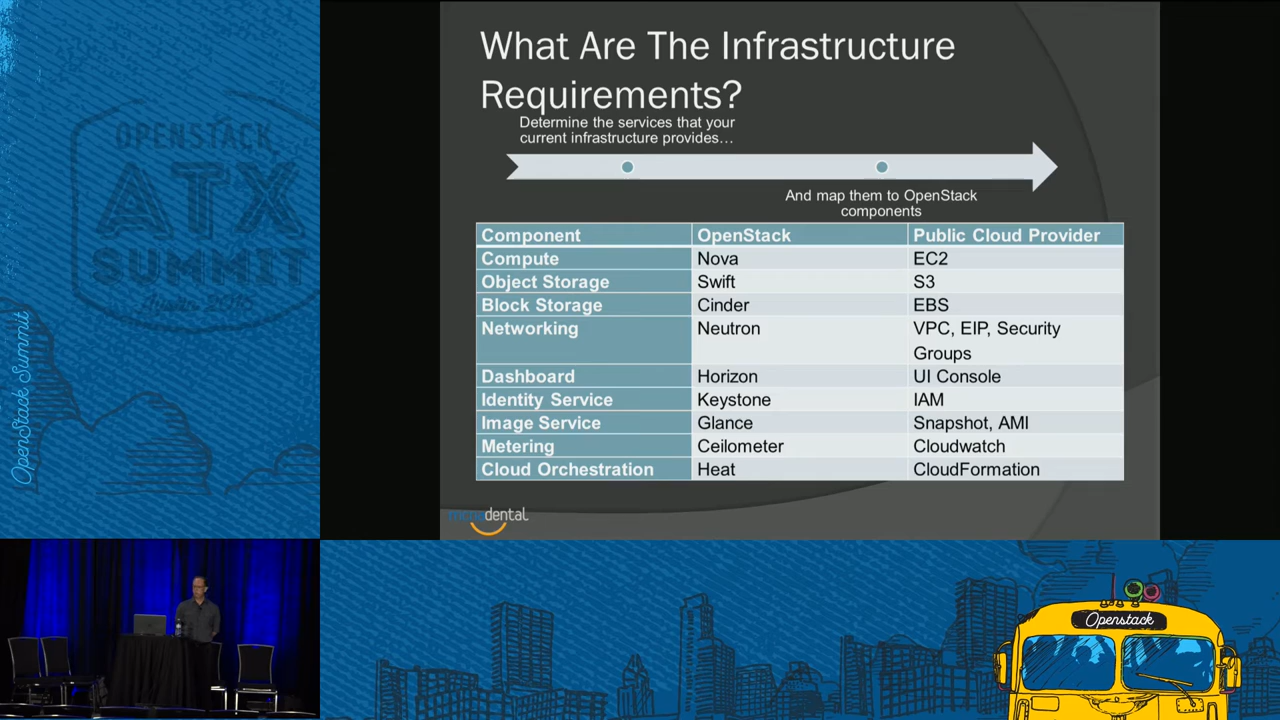 What Are The Infrastructure
Requirements?
Determine the services that your
current infrastructure provides…
And map them to OpenStack
components
Component OpenStack Public Cloud Provider
Compute Nova EC2
Object Storage Swift S3
Block Storage Cinder EBS
Networking Neutron VPC, EIP, Security
Groups
Dashboard Horizon UI Console
Identity Service Keystone IAM
Image Service Glance Snapshot, AMI
Metering Ceilometer Cloudwatch
Cloud Orchestration Heat CloudFormation
dental
OPENSTACK
ATX
SUMMIT
Austin 2016
OpenStack Summit
Openstack